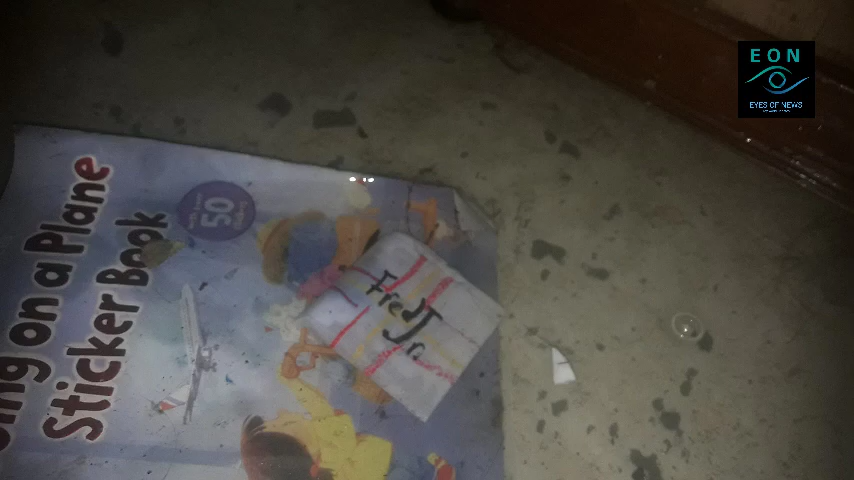 EON
EYES OF NEWS
ing on a Plane
Sticker Book
50
Fred J
Jr